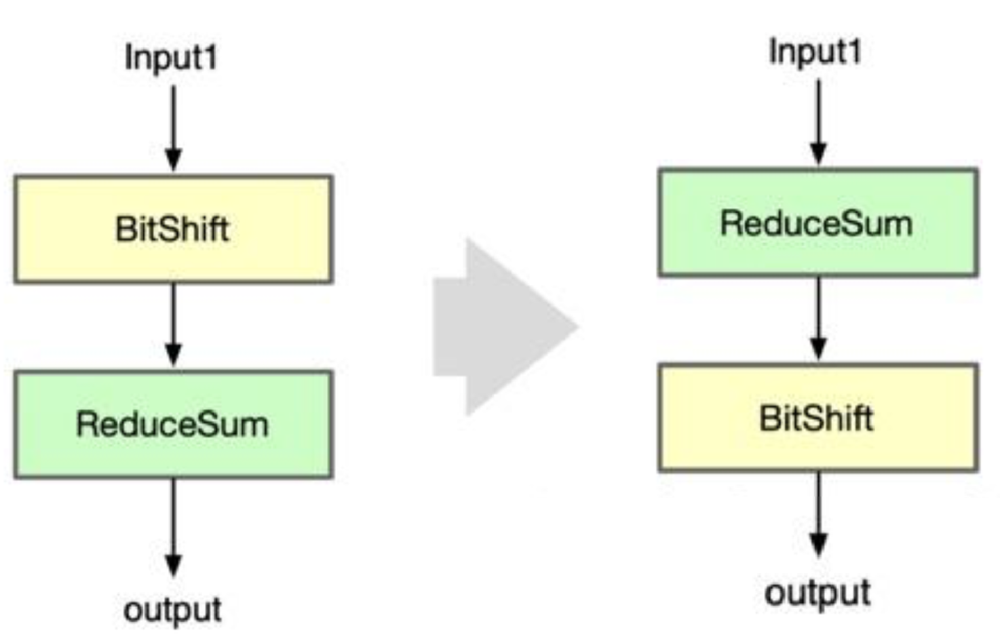 Input1
BitShift
ReduceSum
output
Input1
ReduceSum
BitShift
output